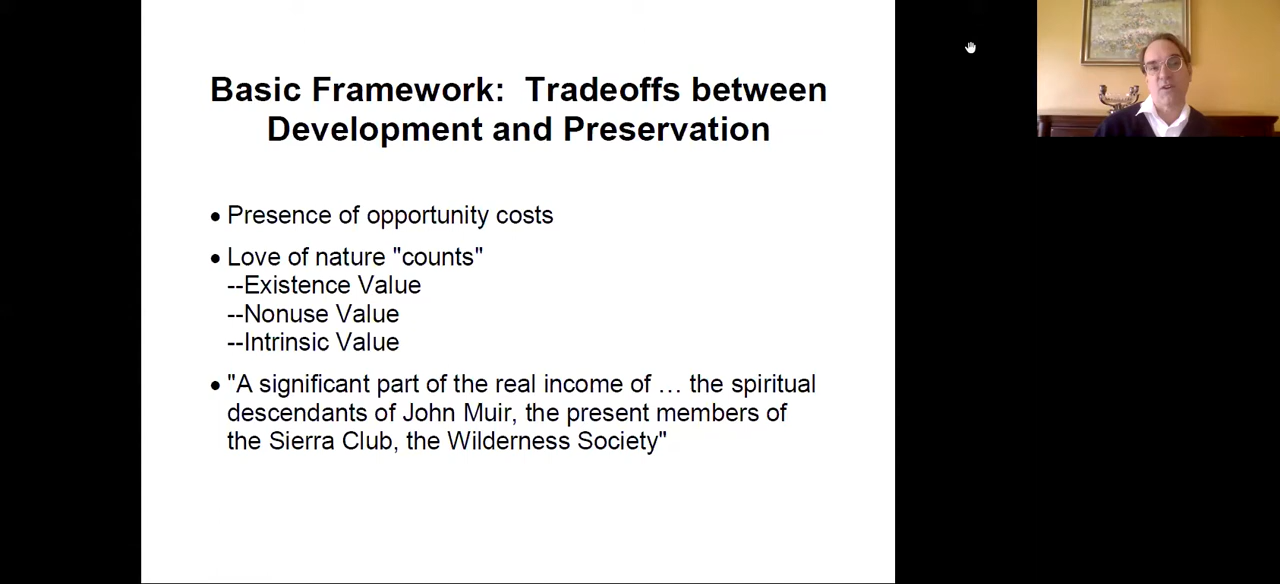 Basic Framework: Tradeoffs between
Development and Preservation
• Presence of opportunity costs
• Love of nature "counts"
--Existence Value
--Nonuse Value
--Intrinsic Value
• "A significant part of the real income of … the spiritual
descendants of John Muir, the present members of
the Sierra Club, the Wilderness Society"